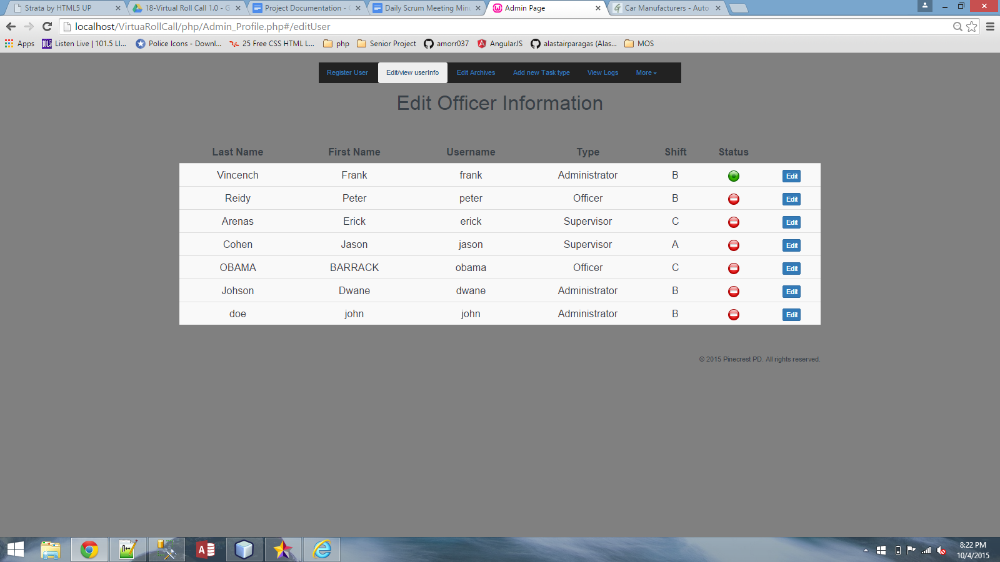 Strata by HTML5 UP
18-Virtual Roll Call 1.0 - G
Project Documentation - G
Daily Scrum Meeting Minu
Admin Page
Car Manufacturers - Auto
localhost/VirtuaRollCall/php/Admin_Profile.php#/editUser
Apps
Listen Live | 101.5 LI...
Police Icons - Downl...
25 Free CSS HTML L...
php
Senior Project
amorr037
AngularJS
alastairparagas (Alas...
MOS
Register User
Edit/view userInfo
Edit Archives
Add new Task type
View Logs
More
Edit Officer Information
Last Name First Name Username Type Shift Status
Vincench Frank frank Administrator B Edit
Reidy Peter peter Officer B Edit
Arenas Erick erick Supervisor C Edit
Cohen Jason jason Supervisor A Edit
OBAMA BARRACK obama Officer C Edit
Johson Dwane dwane Administrator B Edit
doe john john Administrator B Edit
© 2015 Pinecrest PD. All rights reserved.
8:22 PM
10/4/2015